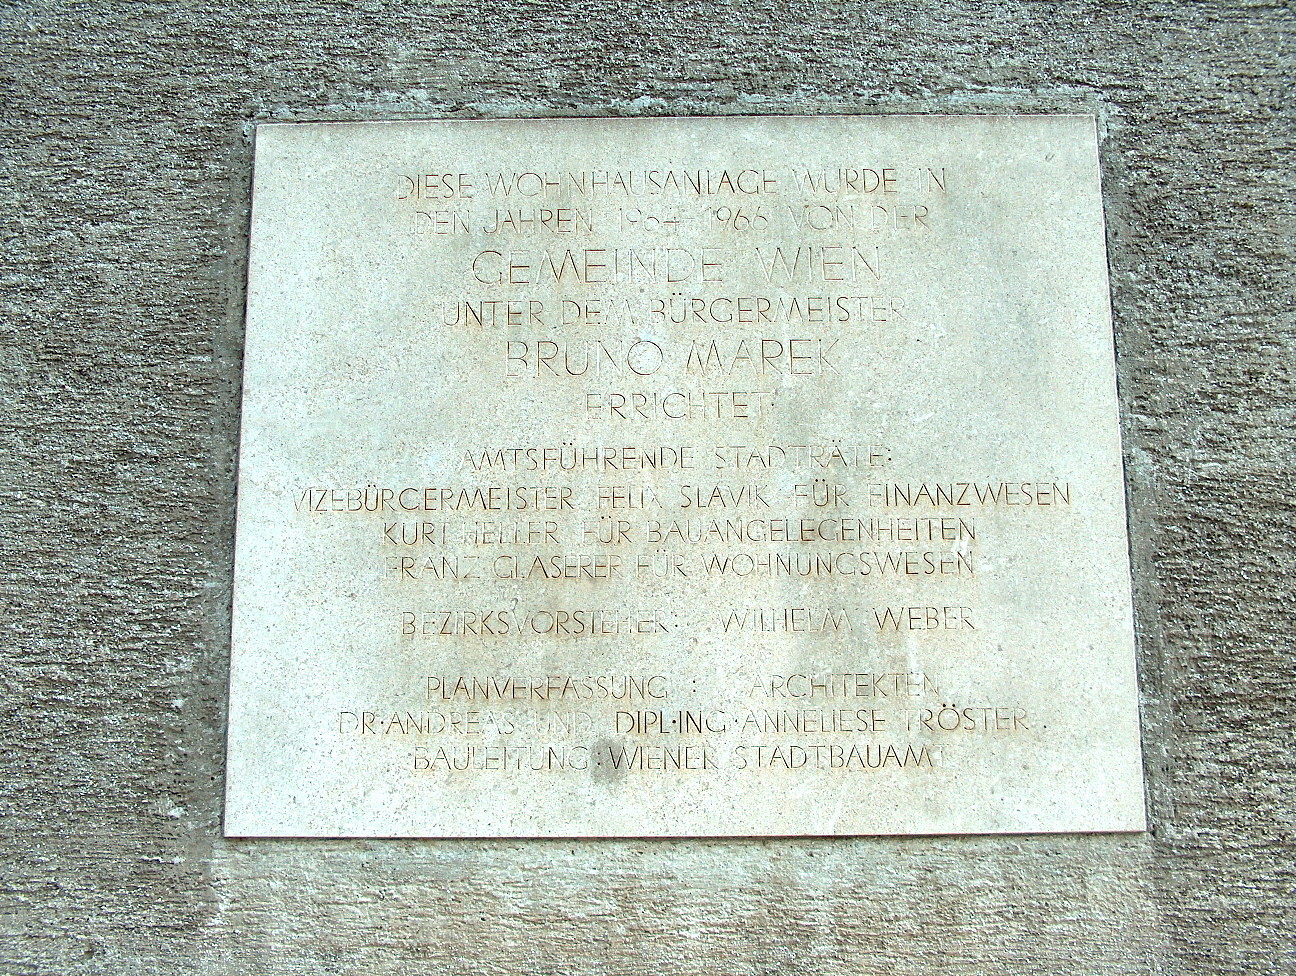 DIESE WOHNHAUSANLAGE WURDE IN
DEN JAHREN 1964-1966 VON DER
GEMEINDE WIEN
UNTER DEM BÜRGERMEISTER
BRUNO MAREK
ERRICHTET
AMTSFÜHRENDE STADTRÄTE:
VIZEBÜRGERMEISTER FELIX SLAVIK FÜR FINANZWESEN
KURT HELLER FÜR BAUANGELEGENHEITEN
FRANZ GLASERER FÜR WOHNUNGSWESEN
BEZIRKSVORSTEHER: WILHELM WEBER
PLANVERFASSUNG : ARCHITEKTEN
DR·ANDREAS UND DIPL·ING·ANNELIESE TRÖSTER.
BAULEITUNG: WIENER STADTBAUAMT